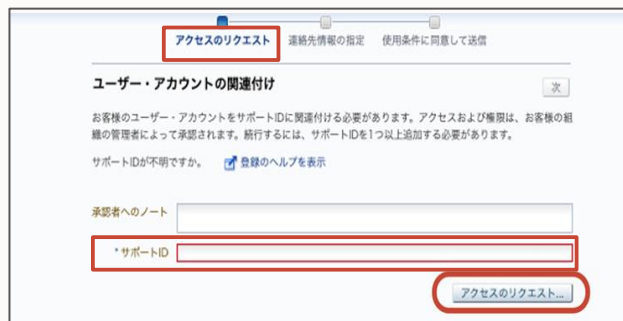 アクセスのリクエスト 連絡先情報の指定 使用条件に同意して送信
ユーザー・アカウントの関連付け 次
お客様のユーザー・アカウントをサポートIDに関連付ける必要があります。アクセスおよび権限は、お客様の組
織の管理者によって承認されます。続行するには、サポートIDを1つ以上追加する必要があります。
サポートIDが不明ですか。 登録のヘルプを表示
承認者へのノート
* サポートID
アクセスのリクエスト...